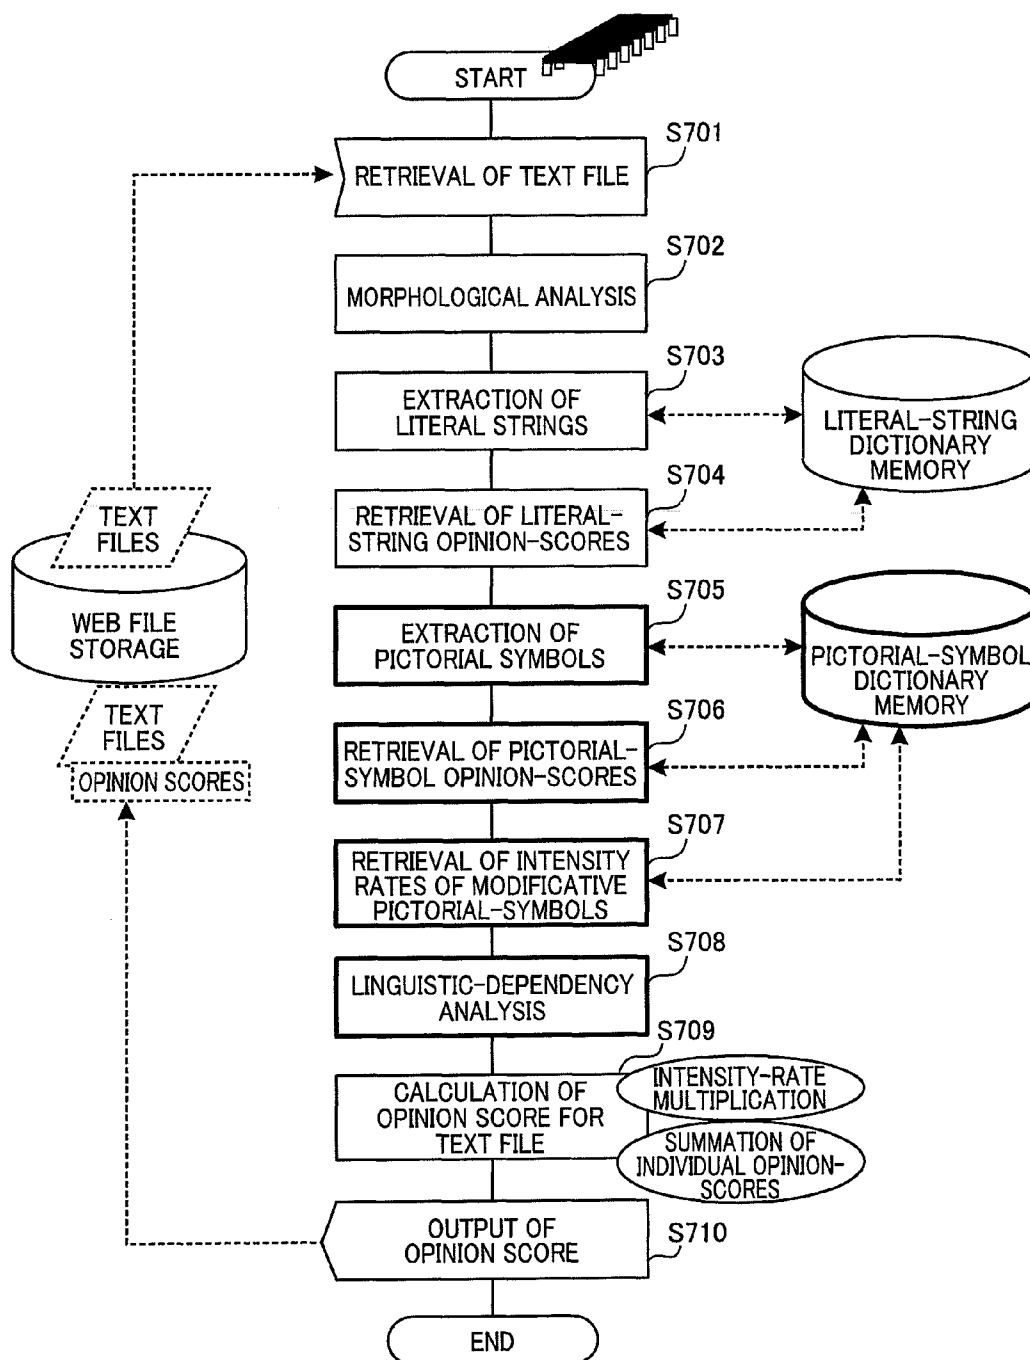 START
S701
RETRIEVAL OF TEXT FILE
S702
MORPHOLOGICAL ANALYSIS
S703
EXTRACTION OF
LITERAL STRINGS
LITERAL-STRING
DICTIONARY
MEMORY
S704
RETRIEVAL OF LITERAL-
STRING OPINION-SCORES
TEXT
FILES
WEB FILE
STORAGE
S705
EXTRACTION OF
PICTORIAL SYMBOLS
PICTORIAL-SYMBOL
DICTIONARY
MEMORY
TEXT
FILES
OPINION SCORES
S706
RETRIEVAL OF PICTORIAL-
SYMBOL OPINION-SCORES
S707
RETRIEVAL OF INTENSITY
RATES OF MODIFICATIVE
PICTORIAL-SYMBOLS
S708
LINGUISTIC-DEPENDENCY
ANALYSIS
S709
CALCULATION OF
OPINION SCORE FOR
TEXT FILE
INTENSITY-RATE
MULTIPLICATION
SUMMATION OF
INDIVIDUAL OPINION-
SCORES
OUTPUT OF
OPINION SCORE
S710
END